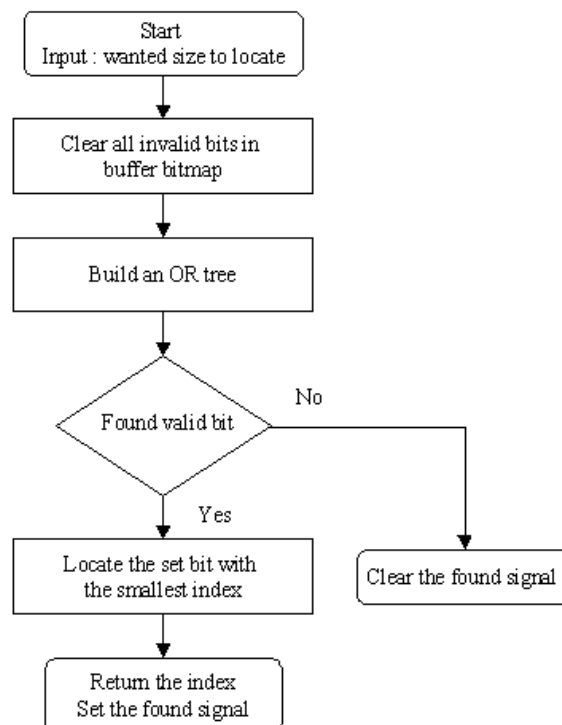 Start
Input : wanted size to locate
Clear all invalid bits in
buffer bitmap
Build an OR tree
Found valid bit
No
Yes
Locate the set bit with
the smallest index
Clear the found signal
Return the index
Set the found signal